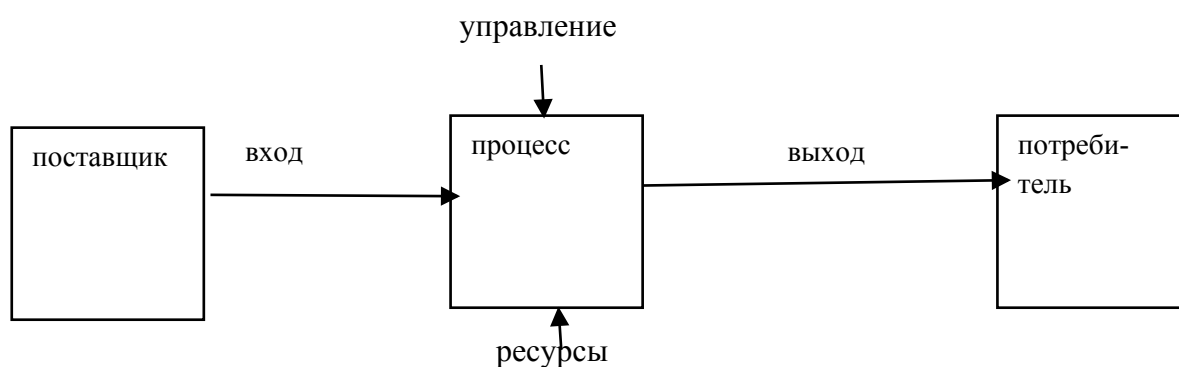 управление
поставщик
вход
процесс
выход
потреби-
тель
ресурсы